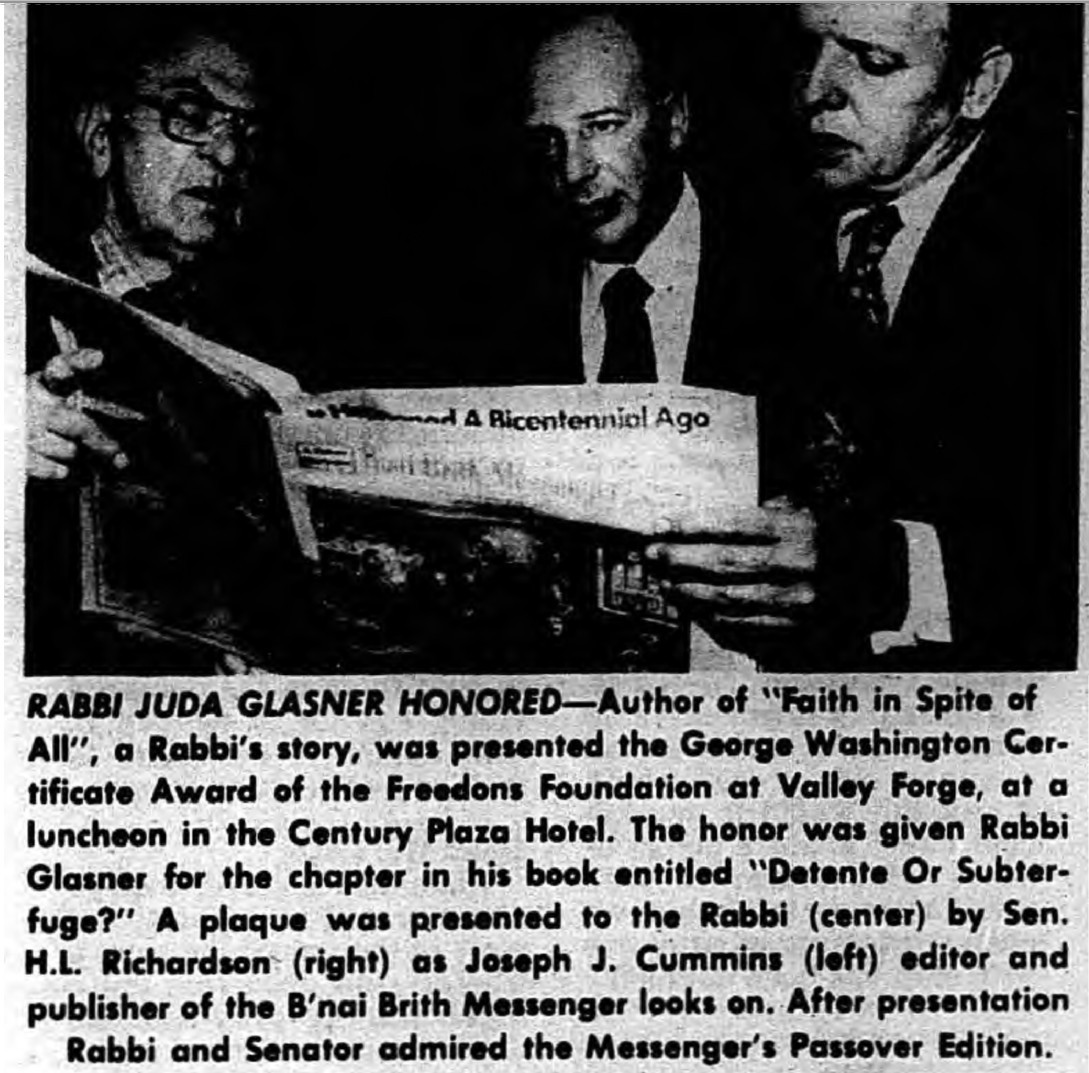 A Bicentennial Ago
RABBI JUDA GLASNER HONORED—Author of "Faith in Spite of
All", a Rabbi's story, was presented the George Washington Cer-
tificate Award of the Freedons Foundation at Valley Forge, at a
luncheon in the Century Plaza Hotel. The honor was given Rabbi
Glasner for the chapter in his book entitled "Detente Or Subter-
fuge?" A plaque was presented to the Rabbi (center) by Sen.
H.L. Richardson (right) as Joseph J. Cummins (left) editor and
publisher of the B'nai Brith Messenger looks on. After presentation
Rabbi and Senator admired the Messenger's Passover Edition.